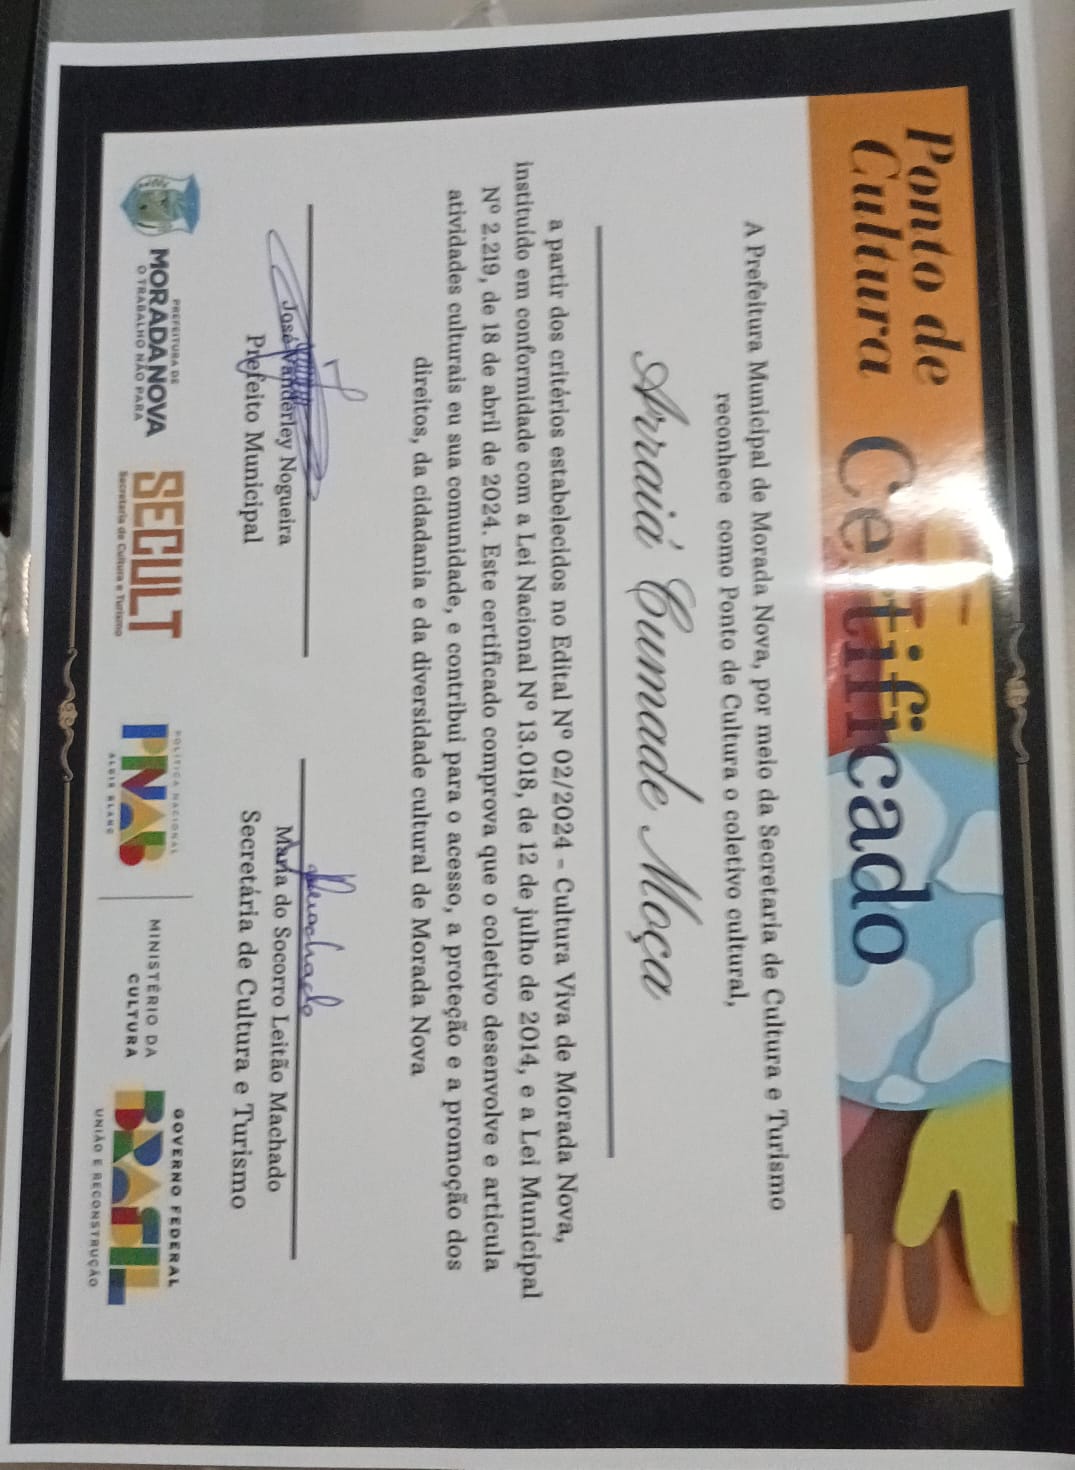 Ponto de
Cultura
Certificado
A Prefeitura Municipal de Morada Nova, por meio da Secretaria de Cultura e Turismo
reconhece como Ponto de Cultura o coletivo cultural,
Arraiá Cumade Moça
a partir dos critérios estabelecidos no Edital Nº 02/2024 - Cultura Viva de Morada Nova,
instituído em conformidade com a Lei Nacional Nº 13.018, de 12 de julho de 2014, e a Lei Municipal
Nº 2.219, de 18 de abril de 2024. Este certificado comprova que o coletivo desenvolve e articula
atividades culturais eu sua comunidade, e contribui para o acesso, a proteção e a promoção dos
direitos, da cidadania e da diversidade cultural de Morada Nova
José Vanderley Nogueira
Prefeito Municipal
Machado
Maria do Socorro Leitão Machado
Secretária de Cultura e Turismo
PREFEITURA DE
MORADA NOVA
O TRABALHO NÃO PARA
SECULT
Secretaria de Cultura e Turismo
POLÍTICA NACIONAL
PNAB
ALDIR BLANC
MINISTÉRIO DA
CULTURA
GOVERNO FEDERAL
BRASIL
UNIÃO E RECONSTRUÇÃO